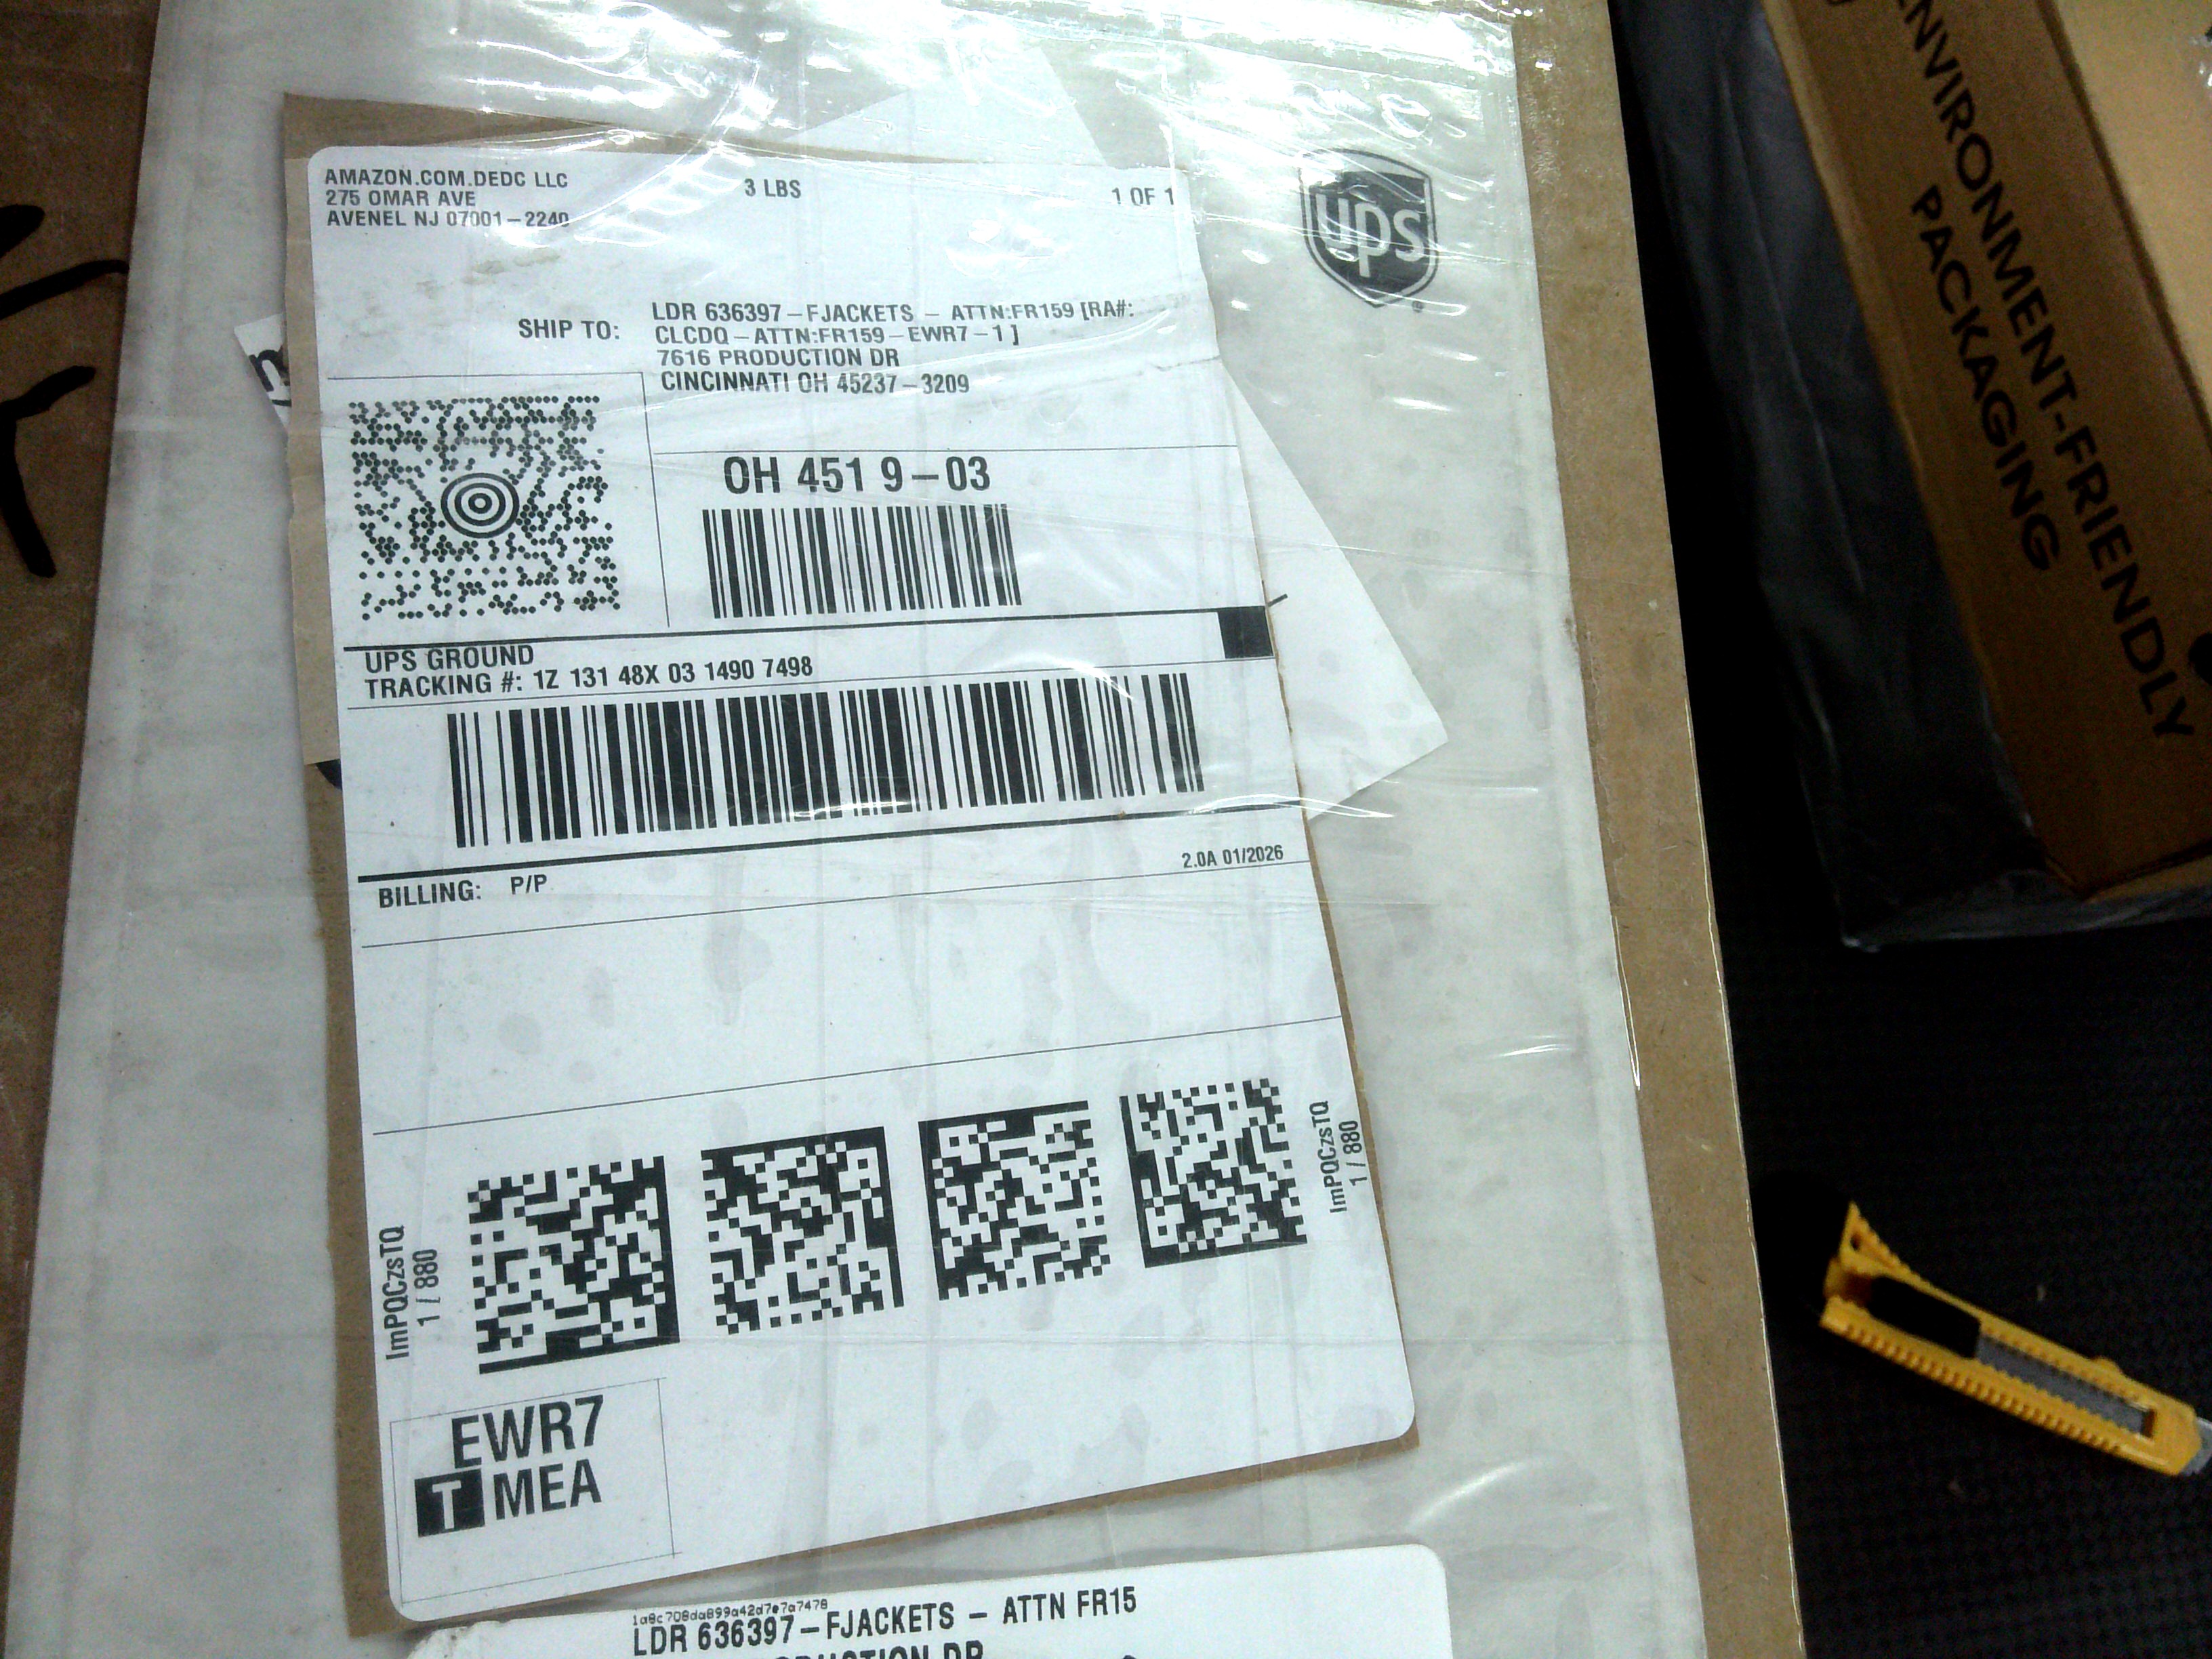 AMAZON.COM.DEDC LLC
275 OMAR AVE
AVENEL NJ 07001-2240
3 LBS
1 OF 1
ups
SHIP TO:
LDR 636397-FJACKETS - ATTN:FR159 [RA#:
CLCDQ-ATTN:FR159-EWR7-1 ]
7616 PRODUCTION DR
CINCINNATI OH 45237-3209
OH 451 9-03
UPS GROUND
TRACKING #: 1Z 131 48X 03 1490 7498
BILLING: P/P
2.0A 01/2026
ImPQCzsTQ
1 / 880
ImPQCzsTQ
1 / 880
EWR7
T MEA
1a8c708da899a42d7e7a7478
LDR 636397-FJACKETS - ATTN FR15
DR
ENVIRONMENT-FRIENDLY
PACKAGING